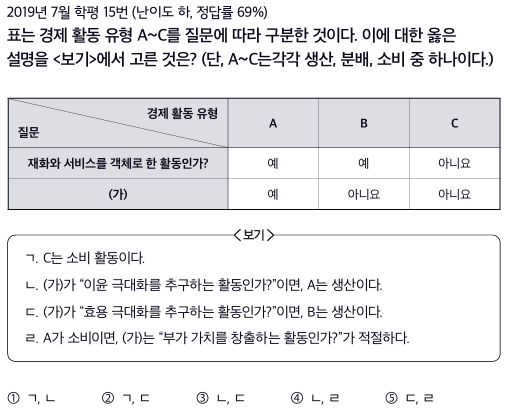 2019년 7월 학평 15번 (난이도 하, 정답률 69%)
표는 경제 활동 유형 A~C를 질문에 따라 구분한 것이다. 이에 대한 옳은
설명을 <보기>에서 고른 것은? (단, A~C는각각 생산, 분배, 소비 중 하나이다.)
경제 활동 유형 A B C
질문
재화와 서비스를 객체로 한 활동인가? 예 예 아니요
(가) 예 아니요 아니요
<보기>
ㄱ. C는 소비 활동이다.
ㄴ. (가)가 “이윤 극대화를 추구하는 활동인가?”이면, A는 생산이다.
ㄷ. (가)가 “효용 극대화를 추구하는 활동인가?”이면, B는 생산이다.
ㄹ. A가 소비이면, (가)는 “부가 가치를 창출하는 활동인가?”가 적절하다.
① ㄱ, ㄴ ② ㄱ, ㄷ ③ ㄴ, ㄷ ④ ㄴ, ㄹ ⑤ ㄷ, ㄹ